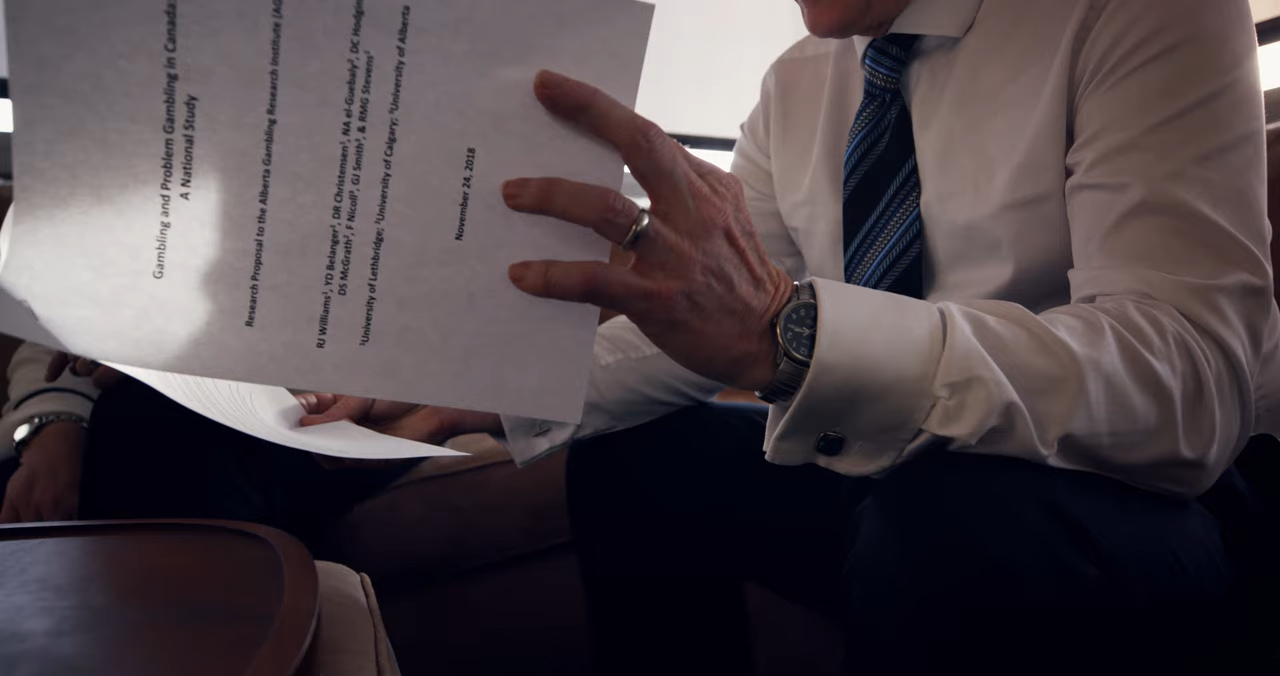 Gambling and Problem Gambling in Canada:
A National Study
Research Proposal to the Alberta Gambling Research Institute
RJ Williams¹, YD Belanger¹, DR Christensen¹, NA el-Guebaly², DC Hodgins
DS McGrath², F Nicoll³, GJ Smith³, & RMG Stevens¹
¹University of Lethbridge; ²University of Calgary; ³University of Alberta
November 24, 2018